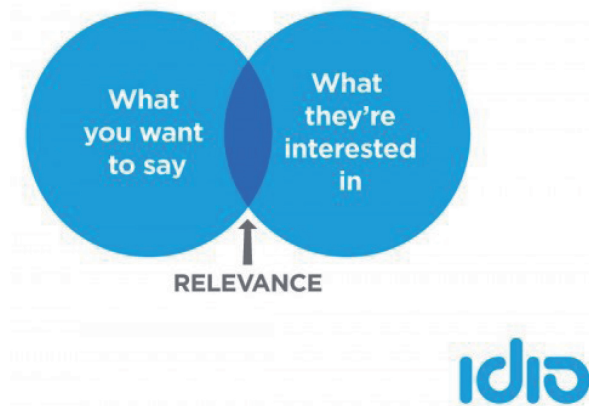 What
you want
to say
What
they're
interested
in
RELEVANCE
idio